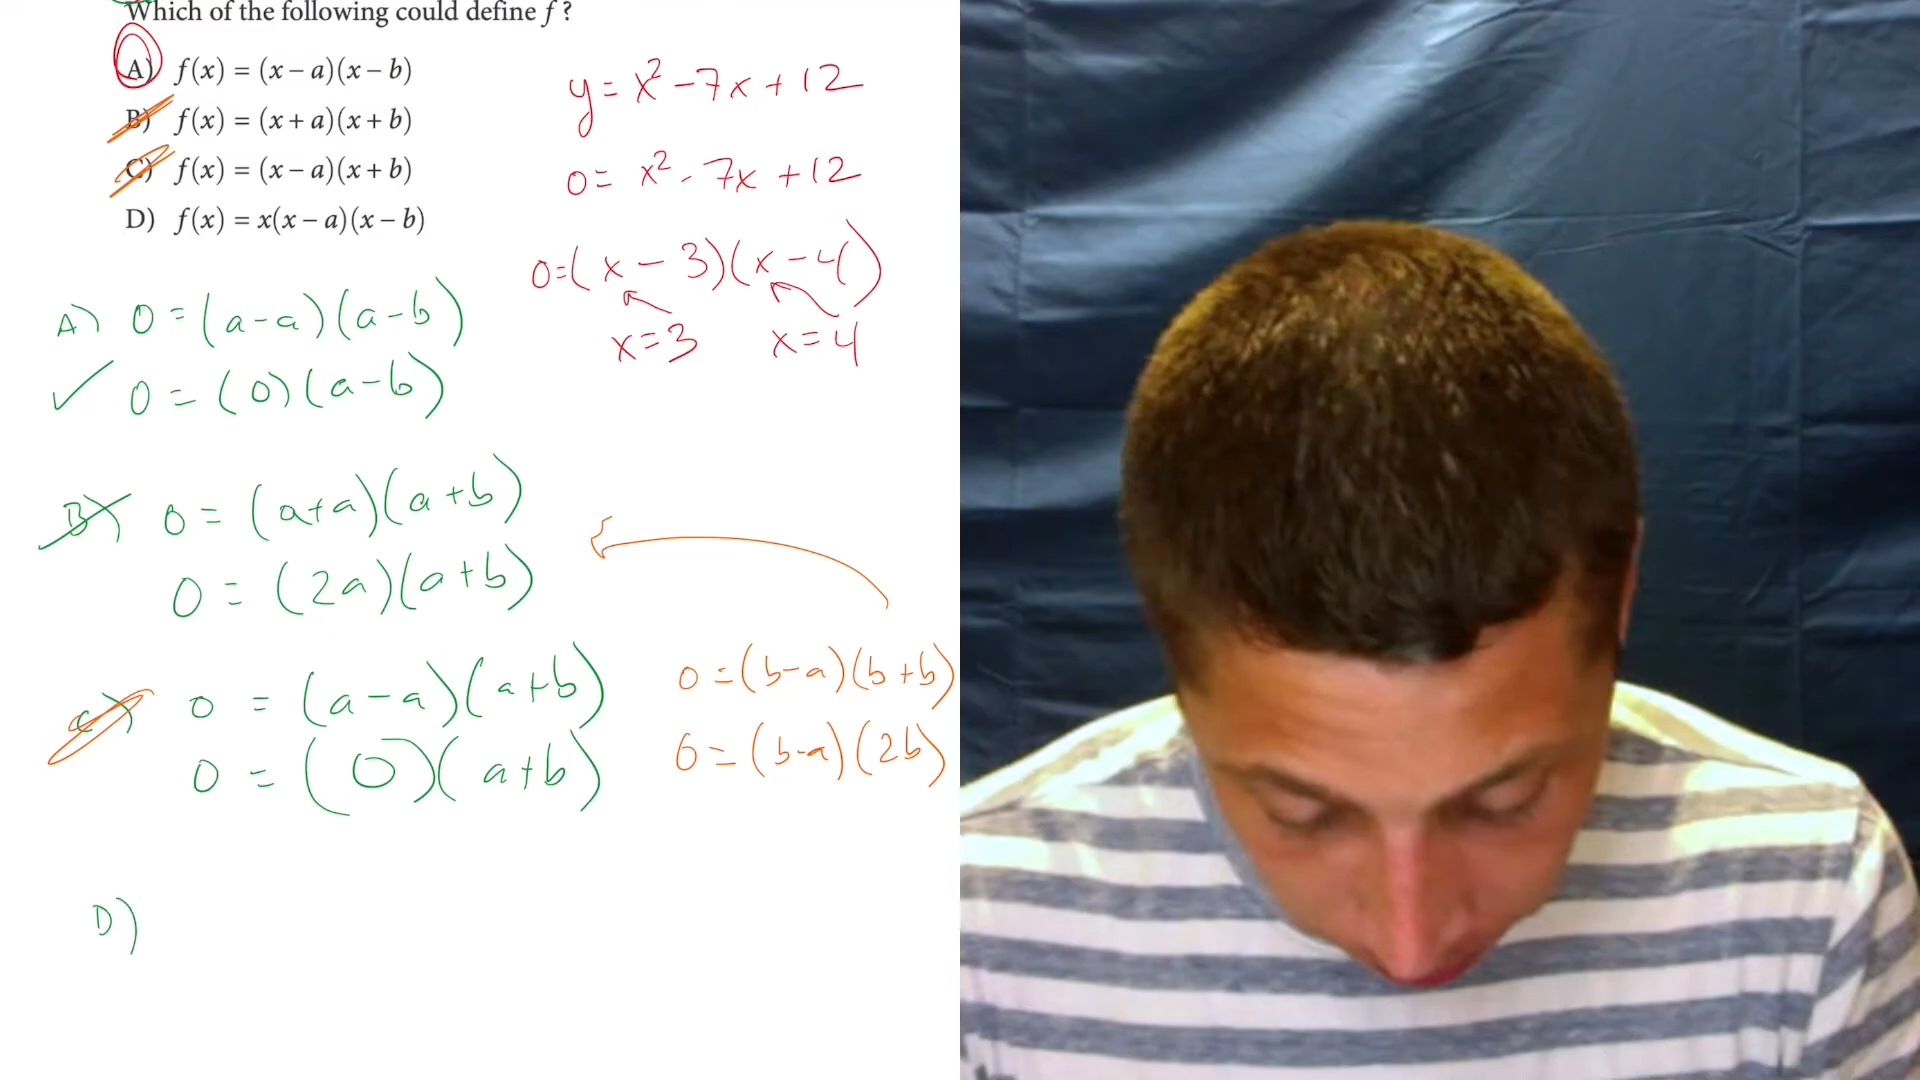 Which of the following could define f ?
A) f(x) = (x − a)(x − b)
B) f(x) = (x + a)(x + b)
C) f(x) = (x − a)(x + b)
D) f(x) = x(x − a)(x − b)
y = x² − 7x + 12
0 = x² − 7x + 12
0 = (x − 3)(x − 4)
x = 3 x = 4
A) 0 = (a − a)(a − b)
✓ 0 = (0)(a − b)
B) 0 = (a + a)(a + b)
0 = (2a)(a + b)
C) 0 = (a − a)(a + b)
0 = (0)(a + b)
0 = (b − a)(b + b)
0 = (b − a)(2b)
D)